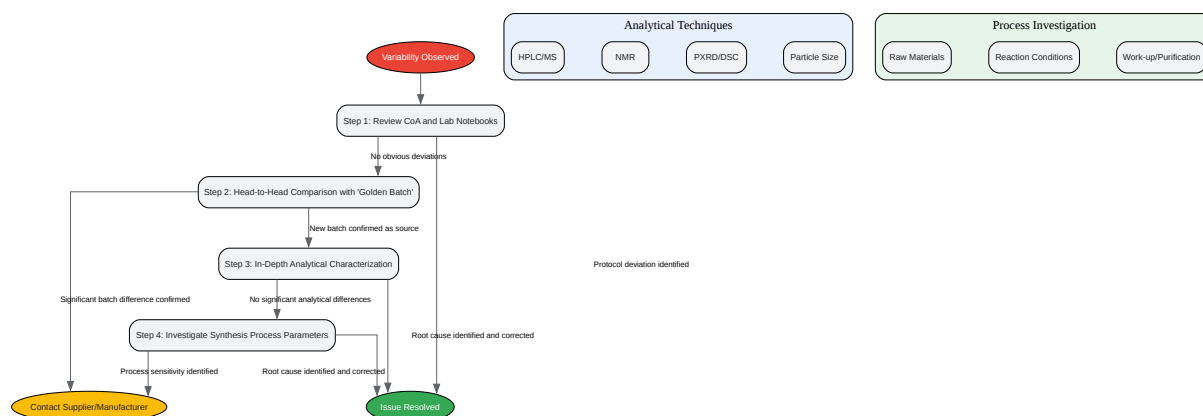 Analytical Techniques
Process Investigation
Variability Observed
HPLC/MS
NMR
PXRD/DSC
Particle Size
Raw Materials
Reaction Conditions
Work-up/Purification
Step 1: Review CoA and Lab Notebooks
No obvious deviations
Step 2: Head-to-Head Comparison with 'Golden Batch'
New batch confirmed as source
Step 3: In-Depth Analytical Characterization
Protocol deviation identified
Significant batch difference confirmed
No significant analytical differences
Step 4: Investigate Synthesis Process Parameters
Root cause identified and corrected
Process sensitivity identified
Root cause identified and corrected
Contact Supplier/Manufacturer
Issue Resolved